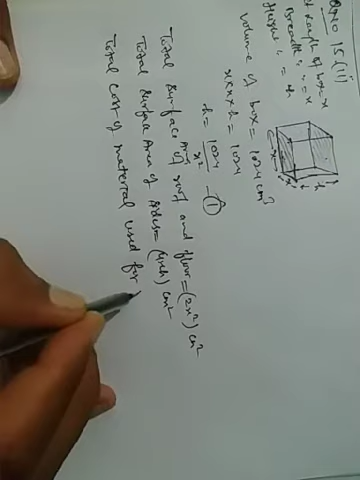 QNO 15 (ii)
Length of box = x
Breadth " " = x
Height " " = h
Volume of box = 1024 cm³
x × x × h = 1024
h = 1024/x² — ①
Total Surface Area of roof and floor = (2x²) cm²
Total Surface Area of sides = (4xh) cm²
Total Cost of material used for